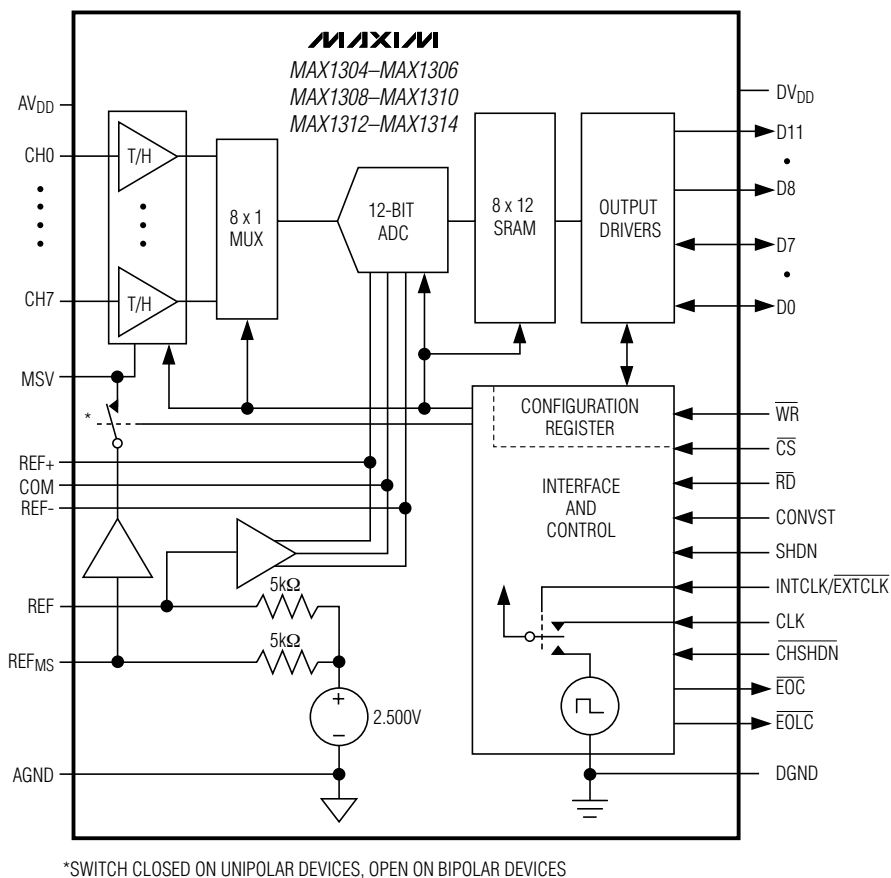 MAXIM
MAX1304–MAX1306
MAX1308–MAX1310
MAX1312–MAX1314
AVDD
CH0
CH7
MSV
*
REF+
COM
REF-
REF
REFMS
AGND
T/H
T/H
8 x 1
MUX
12-BIT
ADC
8 x 12
SRAM
OUTPUT
DRIVERS
CONFIGURATION
REGISTER
INTERFACE
AND
CONTROL
5kΩ
5kΩ
+
−
2.500V
DVDD
D11
D8
D7
D0
WR
CS
RD
CONVST
SHDN
INTCLK/EXTCLK
CLK
CHSHDN
EOC
EOLC
DGND
*SWITCH CLOSED ON UNIPOLAR DEVICES, OPEN ON BIPOLAR DEVICES